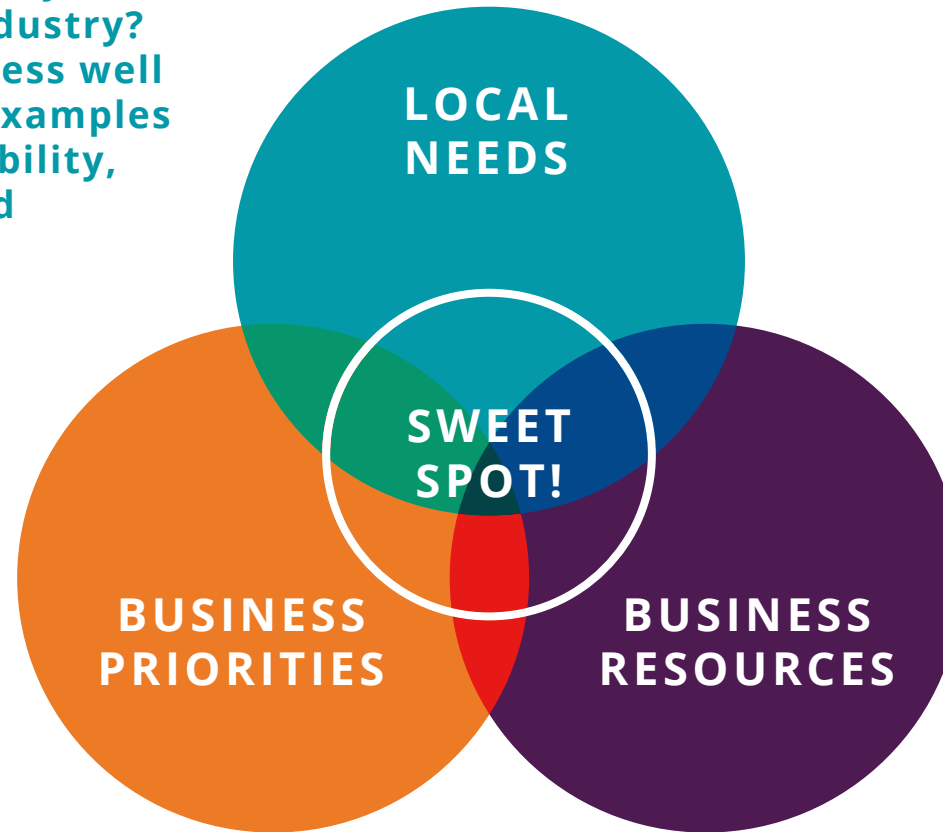 dustry?
ess well
xamples
bility,
d
LOCAL
NEEDS
SWEET
SPOT!
BUSINESS
PRIORITIES
BUSINESS
RESOURCES